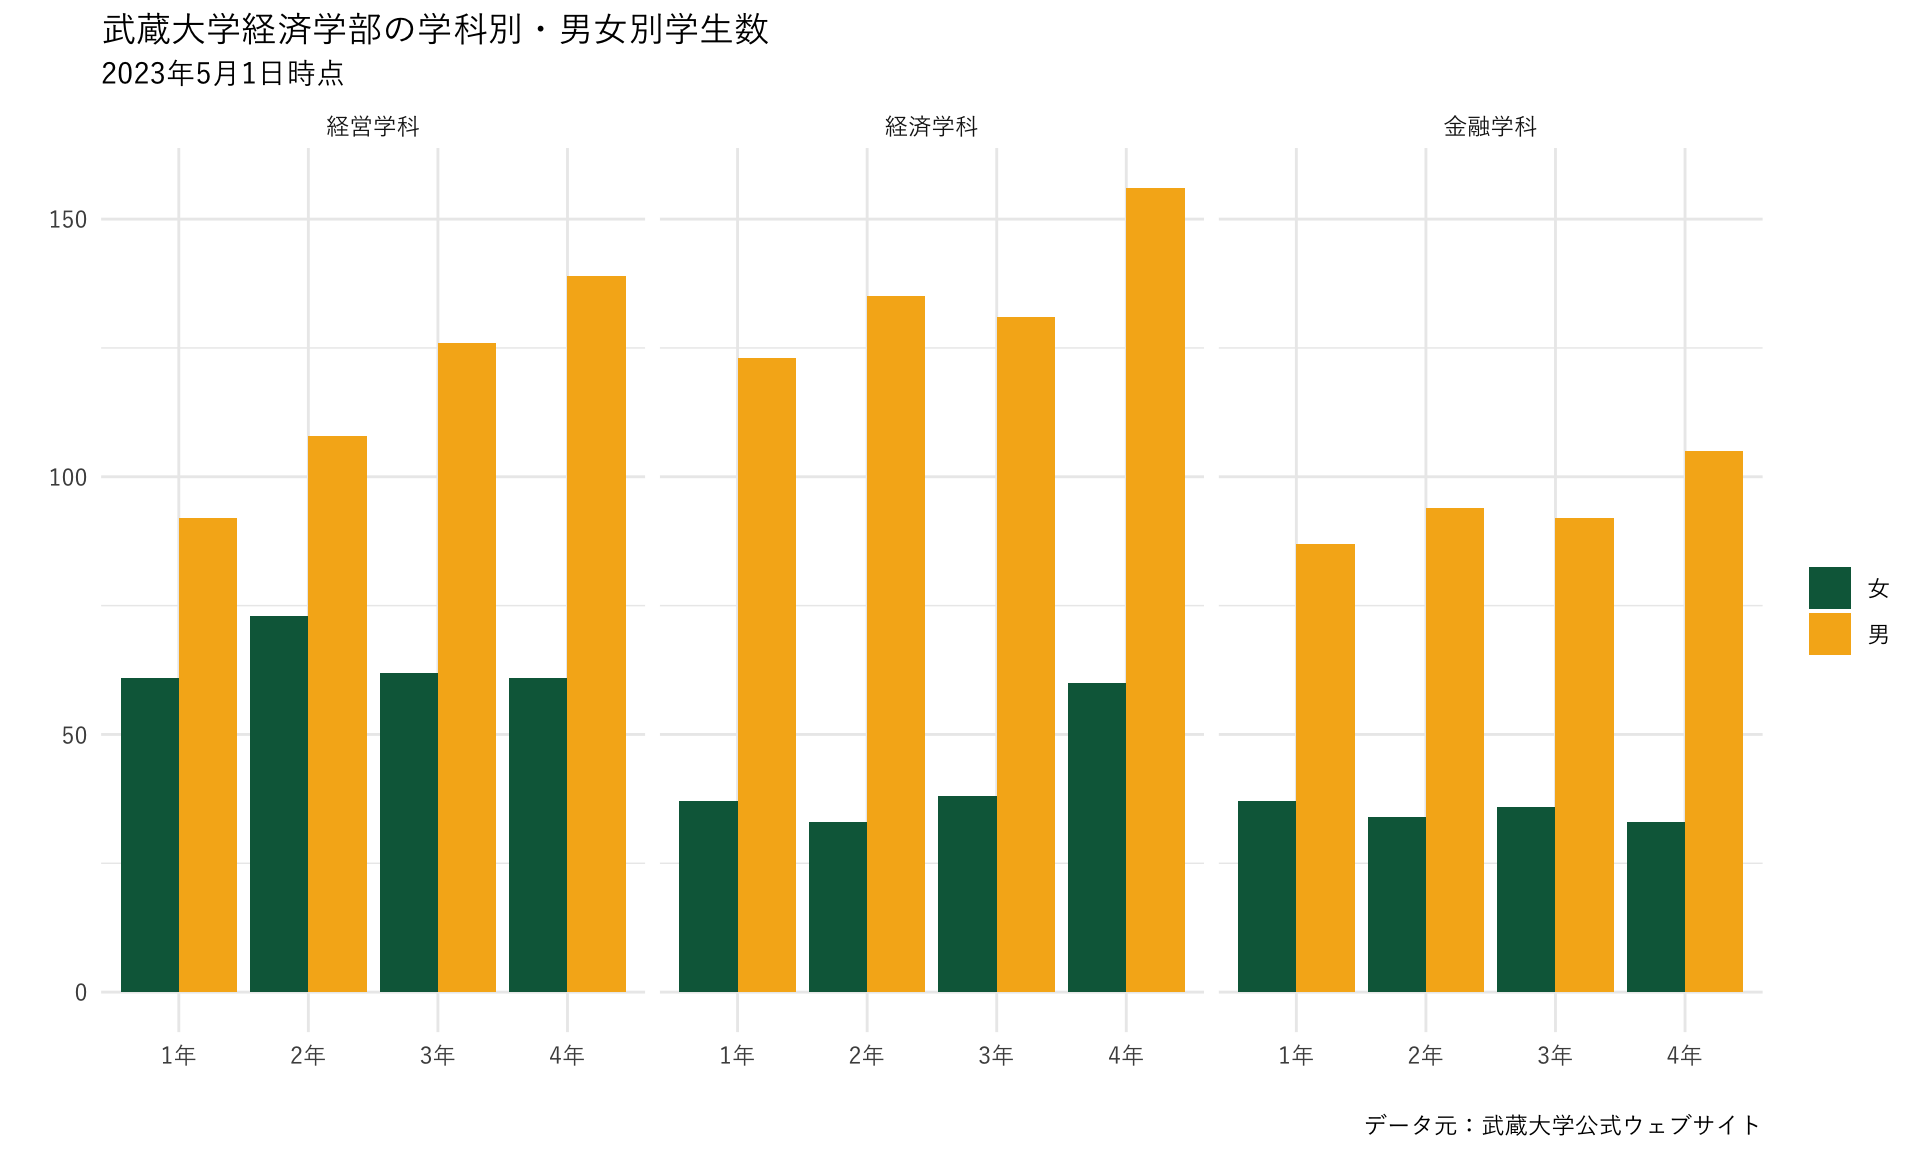 武蔵大学経済学部の学科別・男女別学生数
2023年5月1日時点
経営学科 経済学科 金融学科
150
100
50
0
女
男
1年 2年 3年 4年 1年 2年 3年 4年 1年 2年 3年 4年
データ元：武蔵大学公式ウェブサイト